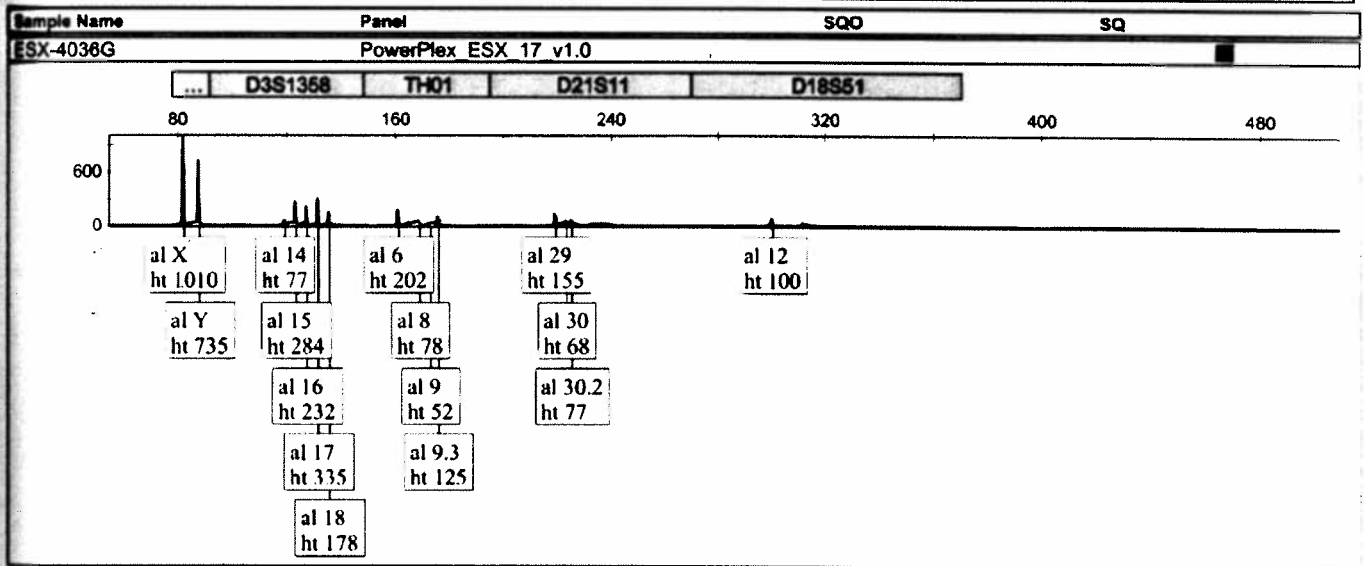 Sample Name Panel SQO SQ
ESX-4036G PowerPlex_ESX_17_v1.0
... D3S1358 TH01 D21S11 D18S51
80 160 240 320 400 480
600
0
al X
ht 1010
al Y
ht 735
al 14
ht 77
al 15
ht 284
al 16
ht 232
al 17
ht 335
al 18
ht 178
al 6
ht 202
al 8
ht 78
al 9
ht 52
al 9.3
ht 125
al 29
ht 155
al 30
ht 68
al 30.2
ht 77
al 12
ht 100